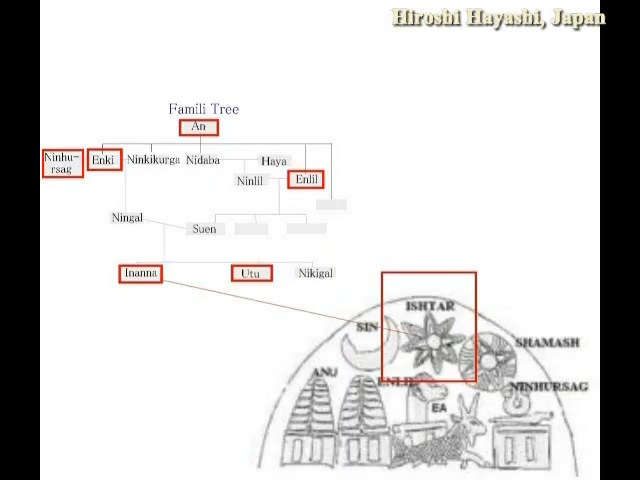 Hiroshi Hayashi, Japan
Famili Tree
An
Ninhu-
rsag
Enki
Ninkikurga
Nidaba
Haya
Ninlil
Enlil
Ningal
Suen
Inanna
Utu
Nikigal
ISHTAR
SIN
SHAMASH
ANU
ENLIL
NINHURSAG
EA